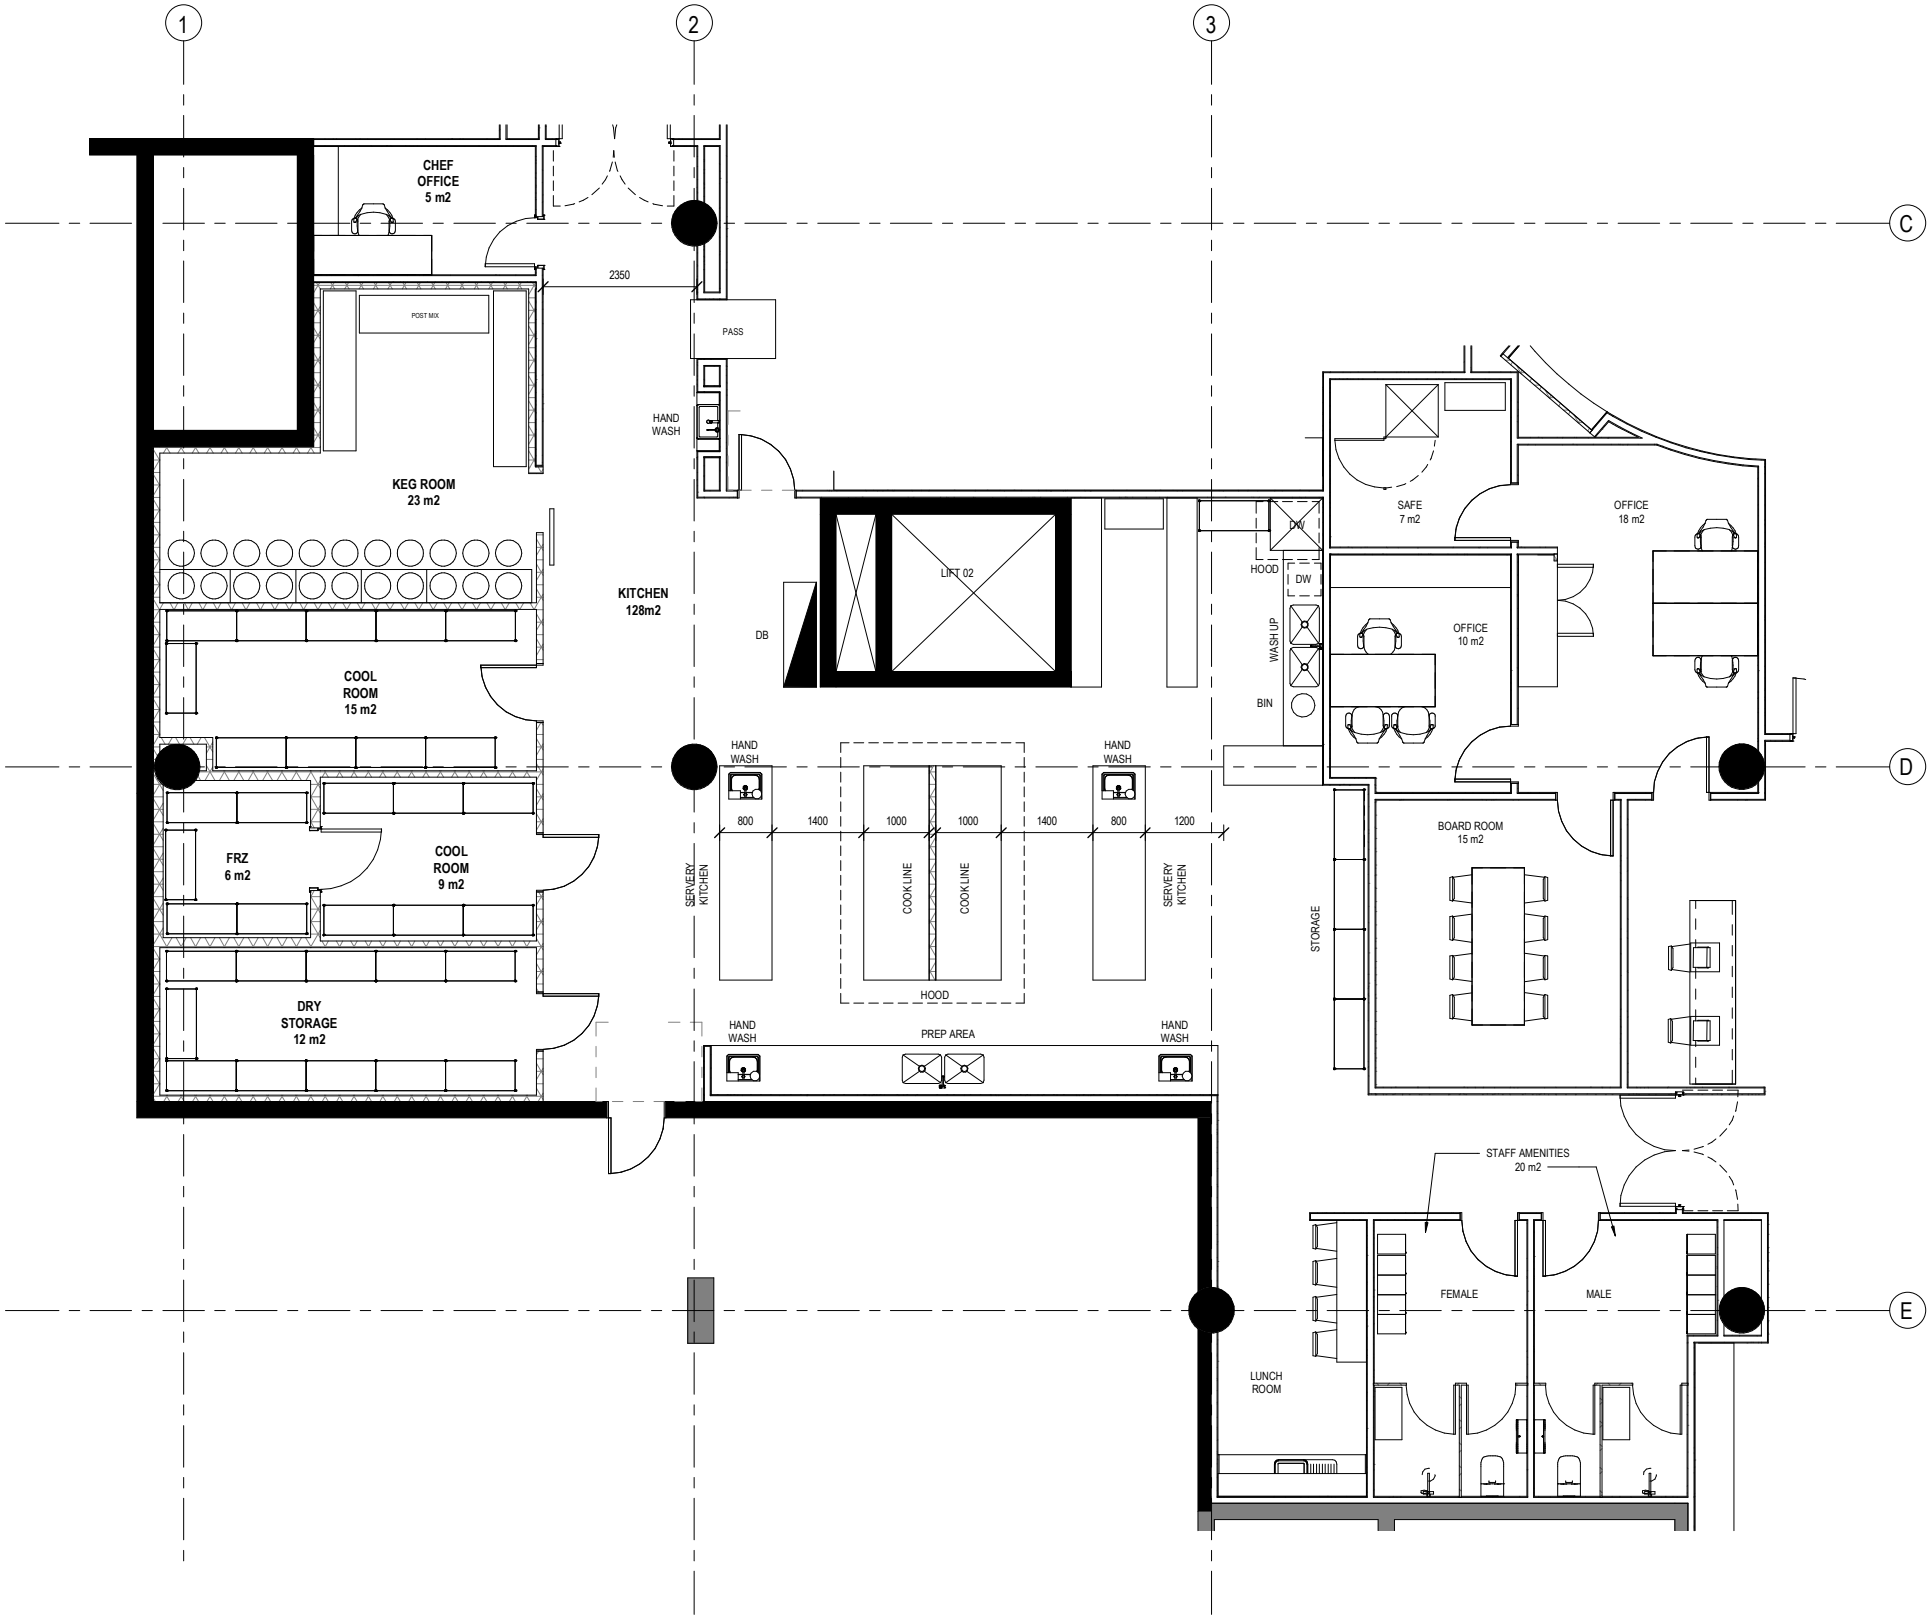 1
2
3
CHEF
OFFICE
5 m2
C
2350
POST MIX
PASS
HAND
WASH
KEG ROOM
23 m2
SAFE
7 m2
OFFICE
18 m2
DW
HOOD
DW
LIFT 02
KITCHEN
128m2
DB
WASH UP
OFFICE
10 m2
COOL
ROOM
15 m2
BIN
HAND
WASH
HAND
WASH
D
800
1400
1000
1000
1400
800
1200
BOARD ROOM
15 m2
FRZ
6 m2
COOL
ROOM
9 m2
SERVERY
KITCHEN
COOK LINE
COOK LINE
SERVERY
KITCHEN
STORAGE
HOOD
DRY
STORAGE
12 m2
HAND
WASH
PREP AREA
HAND
WASH
STAFF AMENITIES
20 m2
FEMALE
MALE
E
LUNCH
ROOM